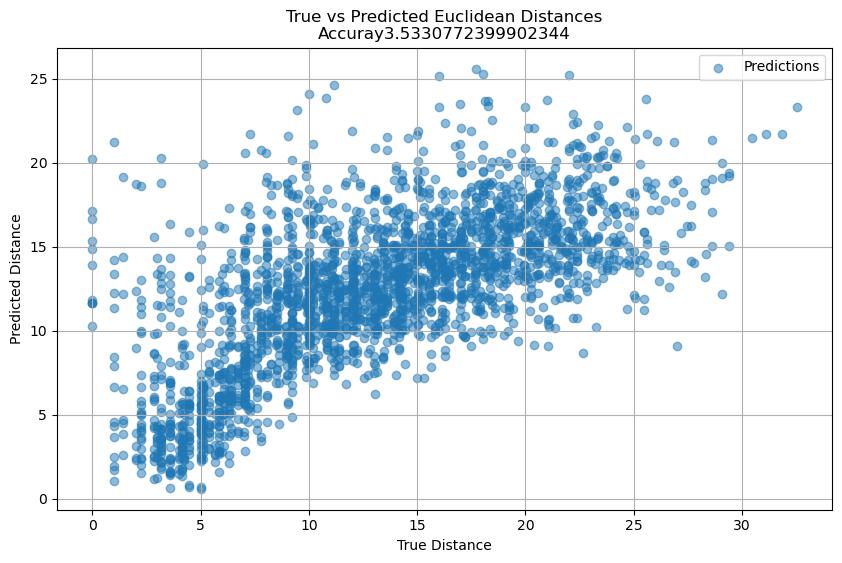 True vs Predicted Euclidean Distances
Accuray3.5330772399902344
Predictions
25
20
15
10
5
0
Predicted Distance
0 5 10 15 20 25 30
True Distance